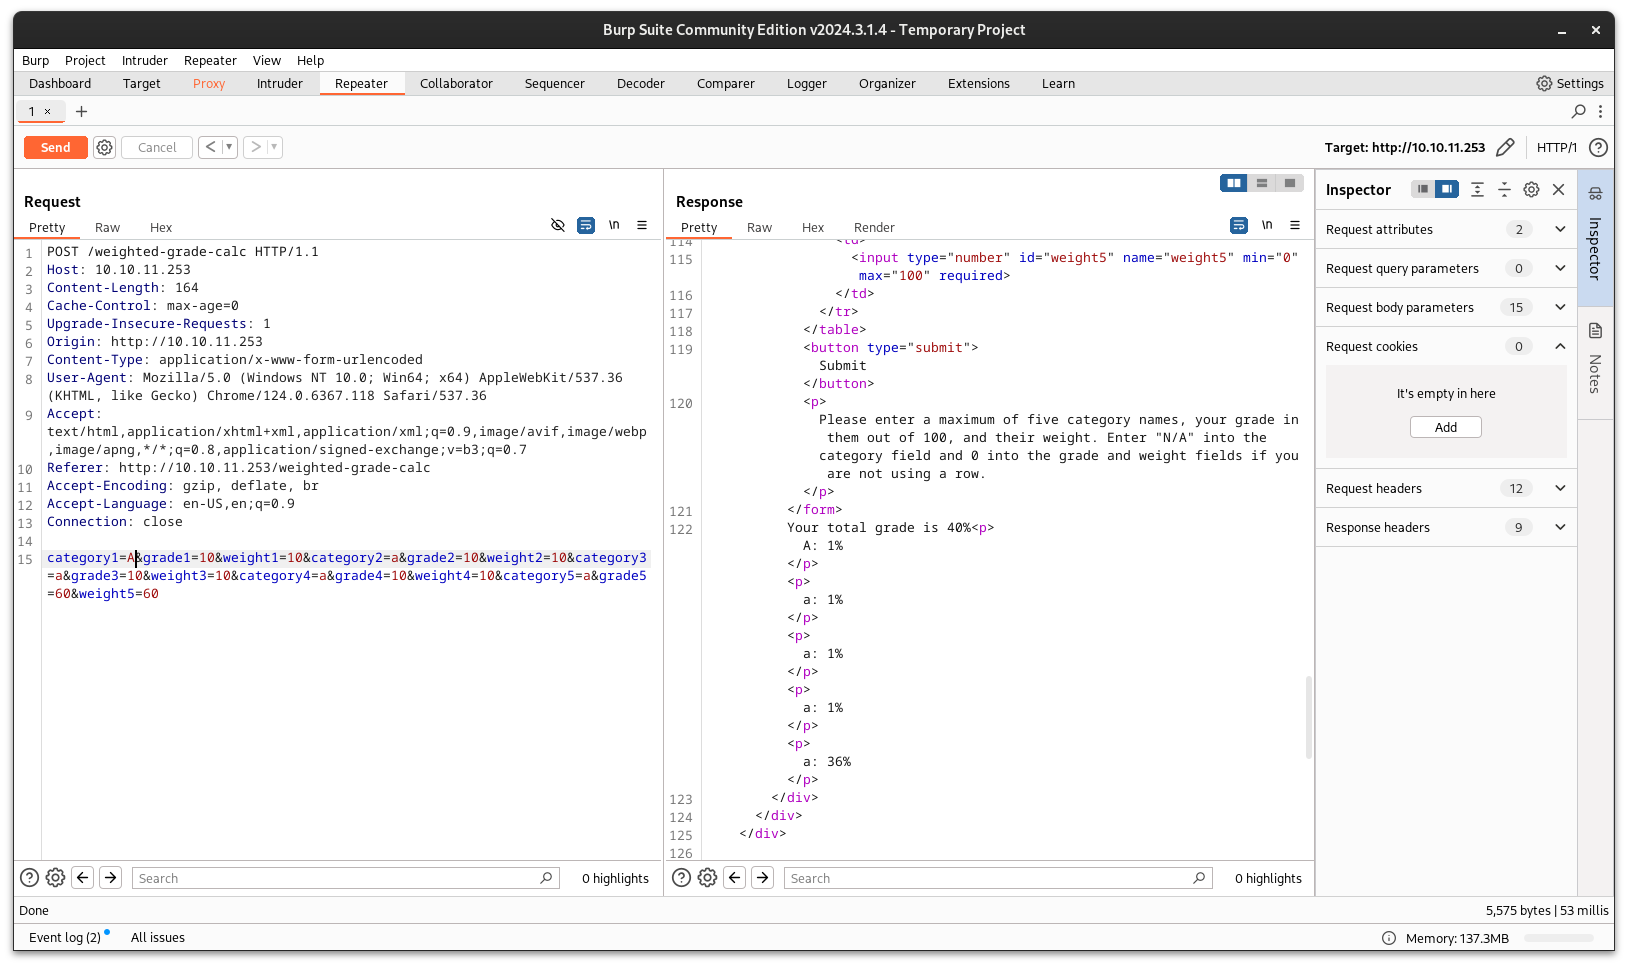 Burp Suite Community Edition v2024.3.1.4 - Temporary Project
Burp Project Intruder Repeater View Help
Dashboard Target Proxy Intruder Repeater Collaborator Sequencer Decoder Comparer Logger Organizer Extensions Learn Settings
1 × +
Send Cancel < > Target: http://10.10.11.253 HTTP/1 ?
Request
Pretty Raw Hex \n
1 POST /weighted-grade-calc HTTP/1.1
2 Host: 10.10.11.253
3 Content-Length: 164
4 Cache-Control: max-age=0
5 Upgrade-Insecure-Requests: 1
6 Origin: http://10.10.11.253
7 Content-Type: application/x-www-form-urlencoded
8 User-Agent: Mozilla/5.0 (Windows NT 10.0; Win64; x64) AppleWebKit/537.36
(KHTML, like Gecko) Chrome/124.0.6367.118 Safari/537.36
9 Accept:
text/html,application/xhtml+xml,application/xml;q=0.9,image/avif,image/webp
,image/apng,*/*;q=0.8,application/signed-exchange;v=b3;q=0.7
10 Referer: http://10.10.11.253/weighted-grade-calc
11 Accept-Encoding: gzip, deflate, br
12 Accept-Language: en-US,en;q=0.9
13 Connection: close
14
15 category1=A&grade1=10&weight1=10&category2=a&grade2=10&weight2=10&category3
=a&grade3=10&weight3=10&category4=a&grade4=10&weight4=10&category5=a&grade5
=60&weight5=60
? Search 0 highlights
Response
Pretty Raw Hex Render \n
114 <td>
115 <input type="number" id="weight5" name="weight5" min="0"
max="100" required>
116 </td>
117 </tr>
118 </table>
119 <button type="submit">
Submit
</button>
120 <p>
Please enter a maximum of five category names, your grade in
them out of 100, and their weight. Enter "N/A" into the
category field and 0 into the grade and weight fields if you
are not using a row.
</p>
121 </form>
122 Your total grade is 40%<p>
A: 1%
</p>
<p>
a: 1%
</p>
<p>
a: 1%
</p>
<p>
a: 1%
</p>
<p>
a: 36%
</p>
123 </div>
124 </div>
125 </div>
126
? Search 0 highlights
Inspector
Request attributes 2
Request query parameters 0
Request body parameters 15
Request cookies 0
It's empty in here
Add
Request headers 12
Response headers 9
Inspector
Notes
Done 5,575 bytes | 53 millis
Event log (2) All issues Memory: 137.3MB